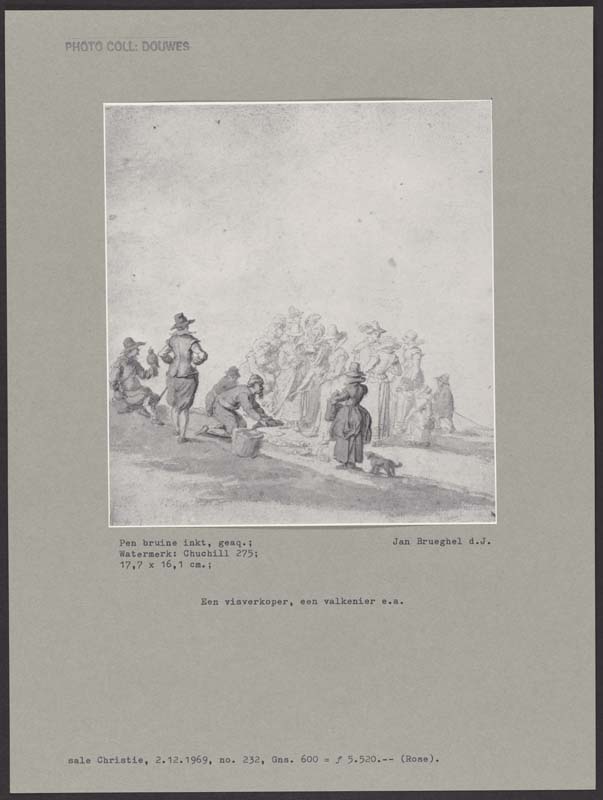 PHOTO COLL: DOUWES
Pen bruine inkt, geaq.;
Jan Brueghel d.J.
Watermerk: Chuchill 275;
17,7 x 16,1 cm.;
Een visverkoper, een valkenier e.a.
sale Christie, 2.12.1969, no. 232, Gns. 600 = ƒ 5.520.-- (Rose).